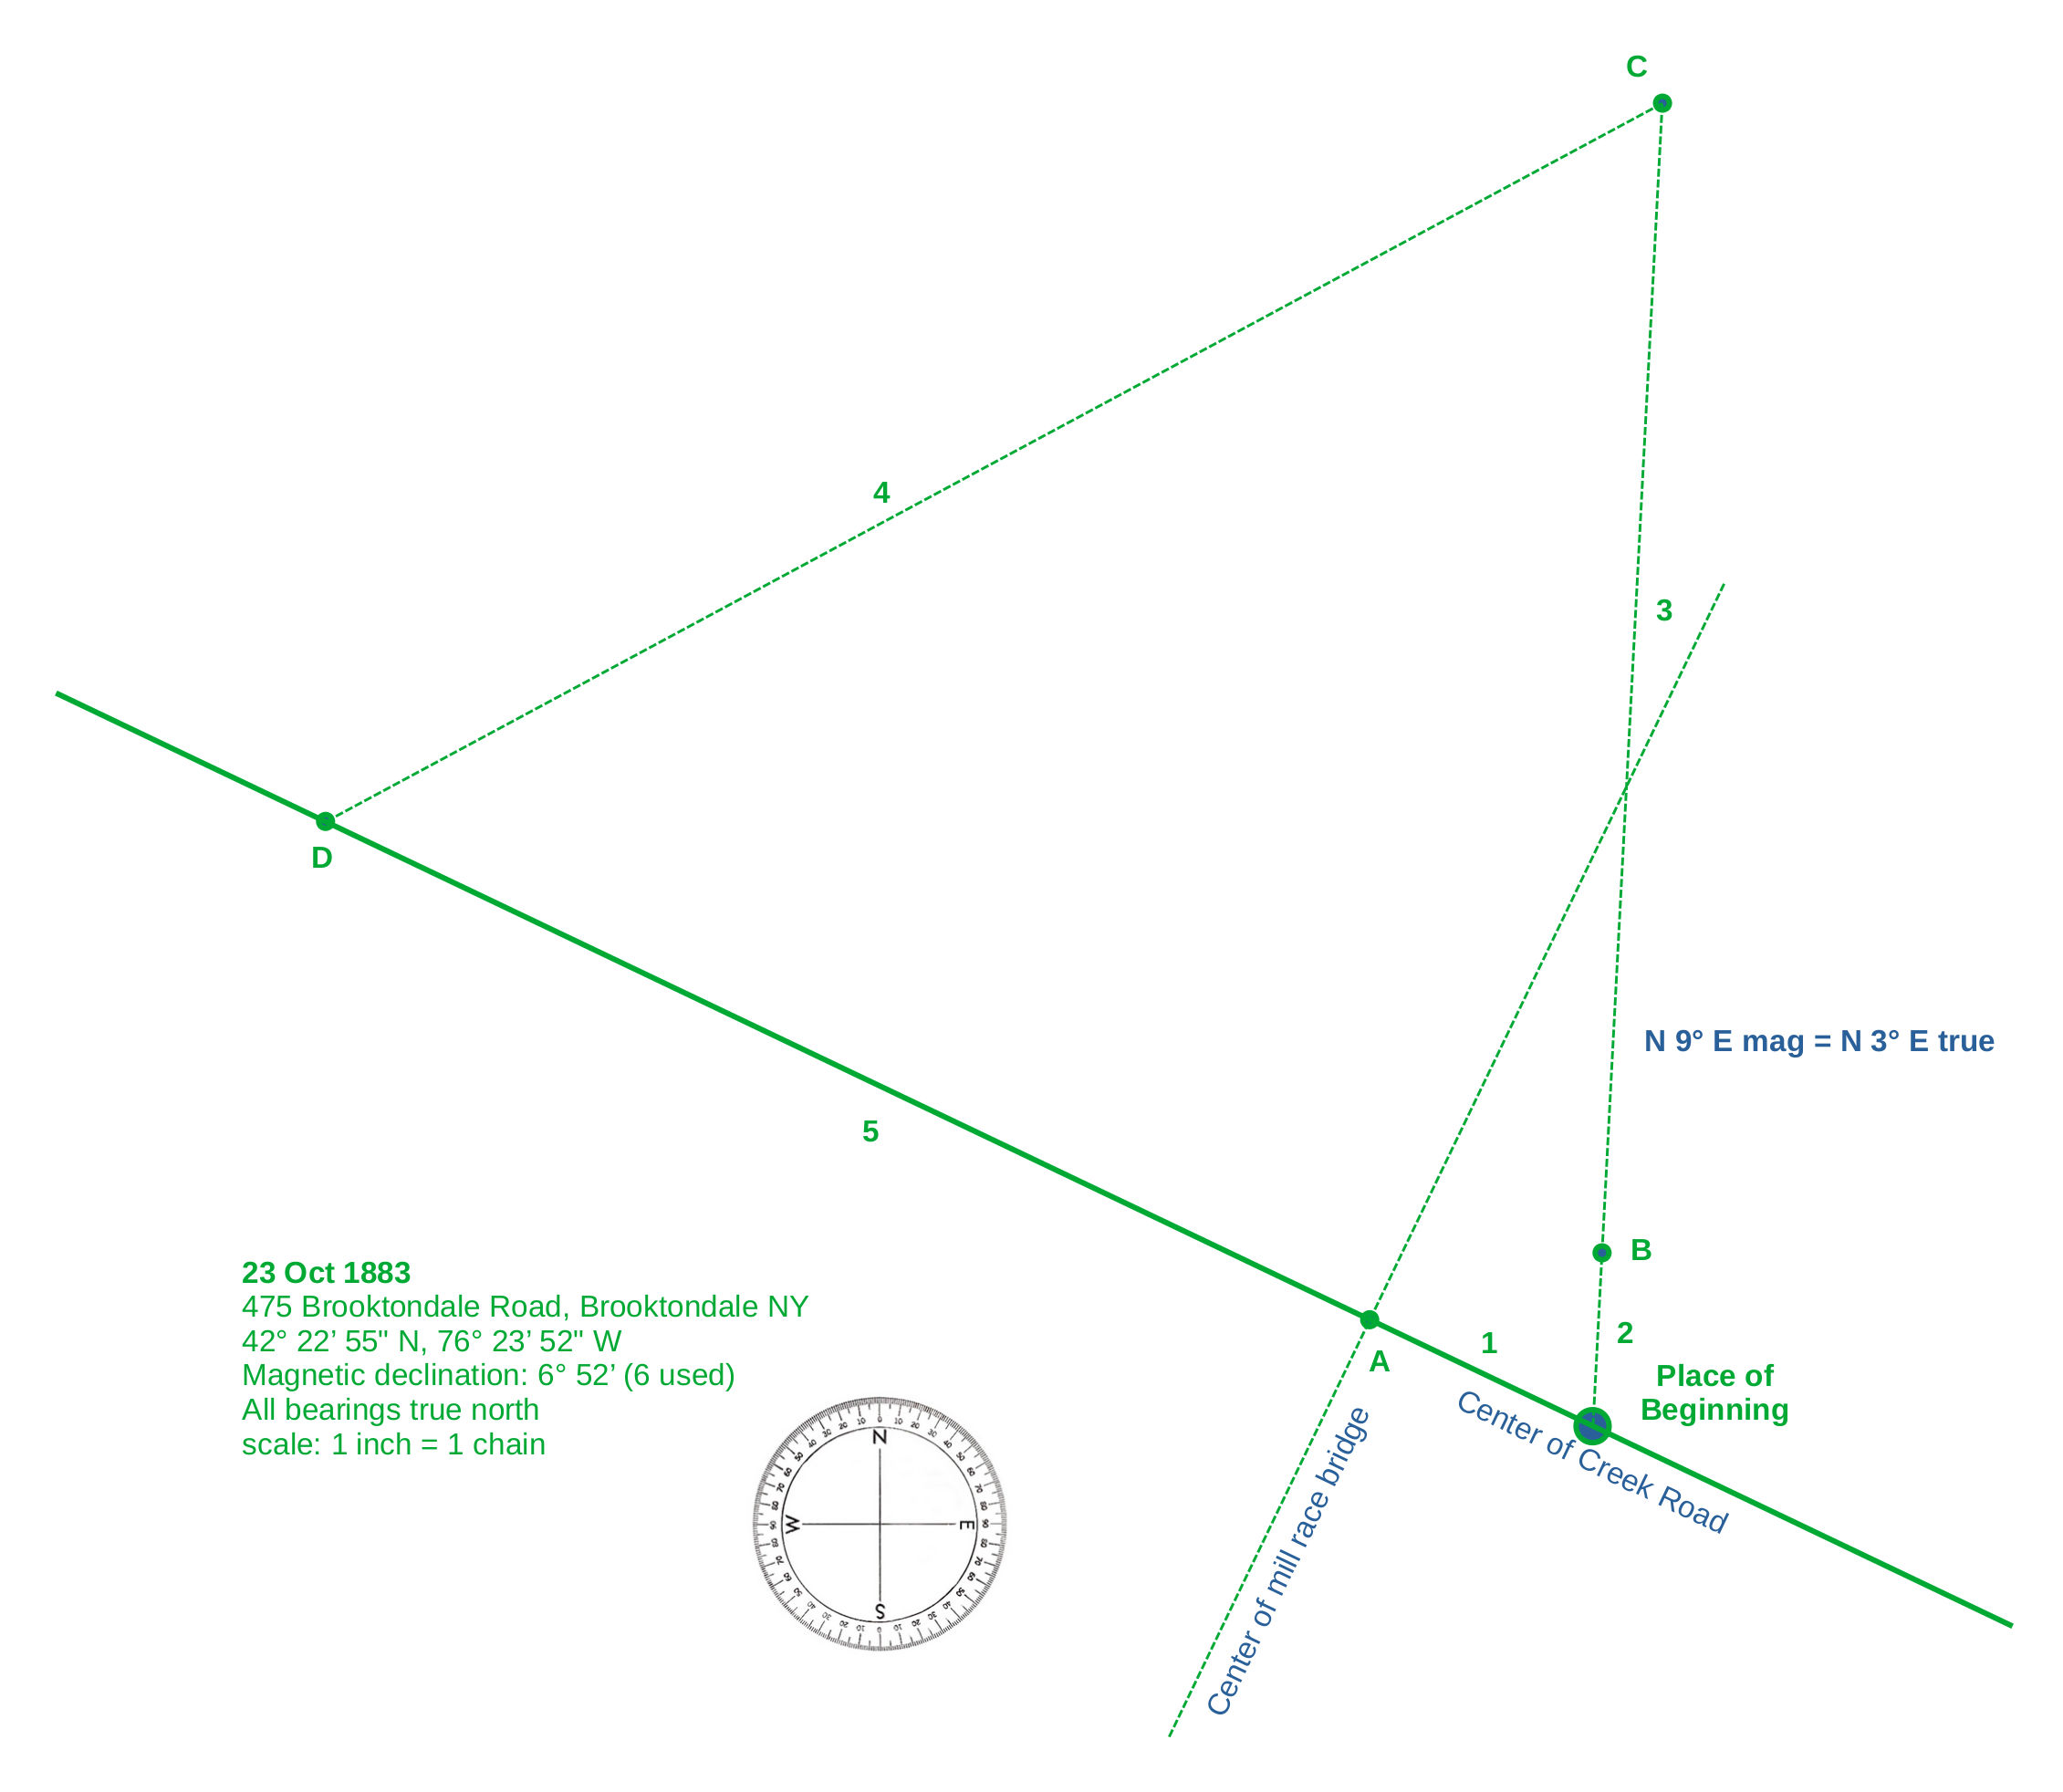 C
4
3
D
N 9° E mag = N 3° E true
5
B
23 Oct 1883
475 Brooktondale Road, Brooktondale NY
42° 22’ 55" N, 76° 23’ 52" W
Magnetic declination: 6° 52’ (6 used)
All bearings true north
scale: 1 inch = 1 chain
1
2
A
Place of
Beginning
Center of Creek Road
Center of mill race bridge
N
W
E
S